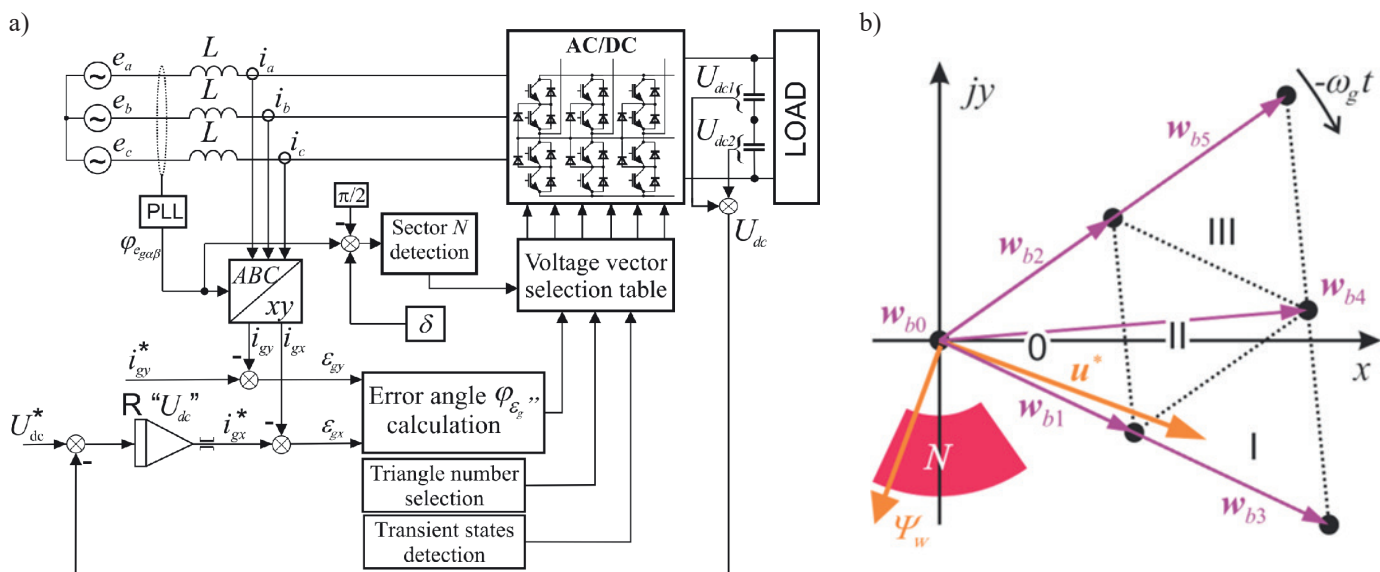 a)
e_a
e_b
e_c
L
L
L
i_a
i_b
i_c
AC/DC
U_dc1
U_dc2
LOAD
PLL
φ_egαβ
π/2
-
Sector N
detection
Voltage vector
selection table
U_dc
ABC
xy
δ
i_gy
i_gx
-
-
i*_gy
ε_gy
Error angle φ_εg”
calculation
R “U_dc”
U*_dc
i*_gx
ε_gx
-
Triangle number
selection
Transient states
detection
b)
jy
-ω_g t
w_b5
III
w_b2
w_b4
w_b0
0
II
x
u*
w_b1
I
N
w_b3
Ψ_w